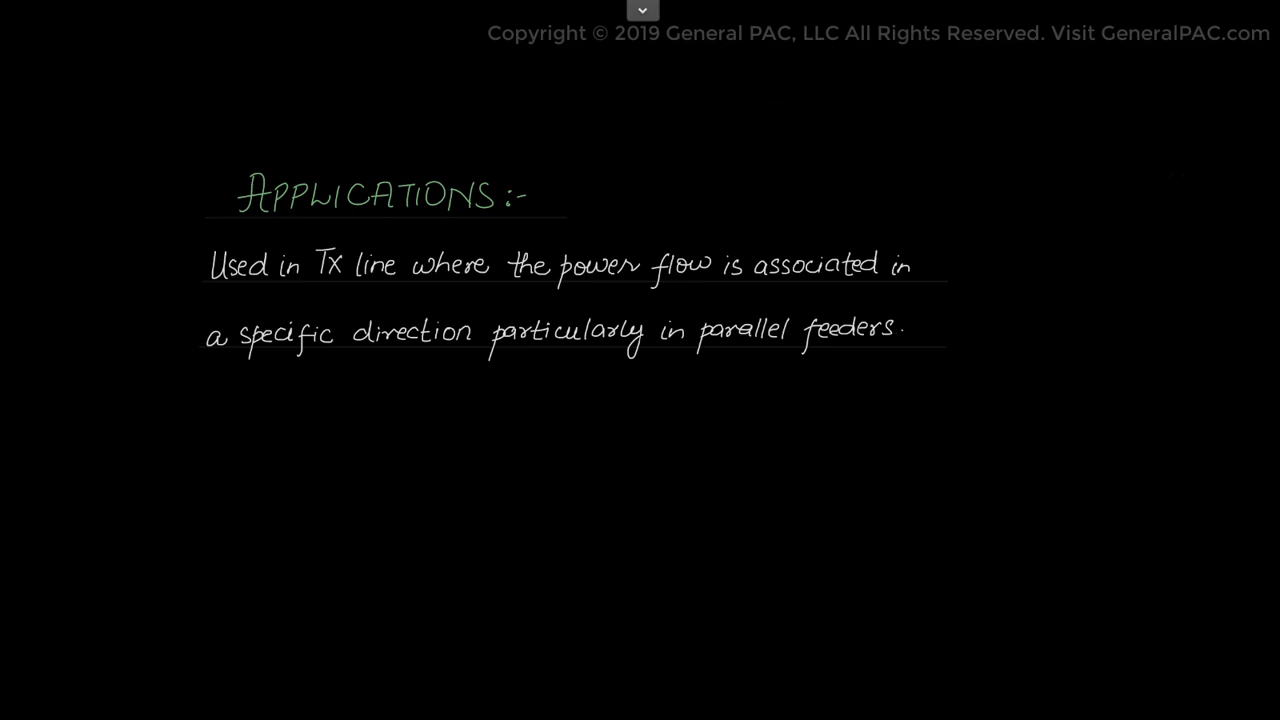 Copyright © 2019 General PAC, LLC All Rights Reserved. Visit GeneralPAC.com
APPLICATIONS:-
Used in Tx line where the power flow is associated in
a specific direction particularly in parallel feeders.